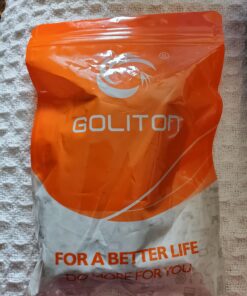 ®
GOLITON
FOR A BETTER LIFE
DO MORE FOR YOU